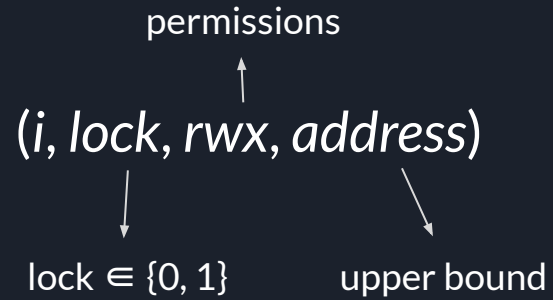 permissions
(i, lock, rwx, address)
lock ∈ {0, 1}
upper bound